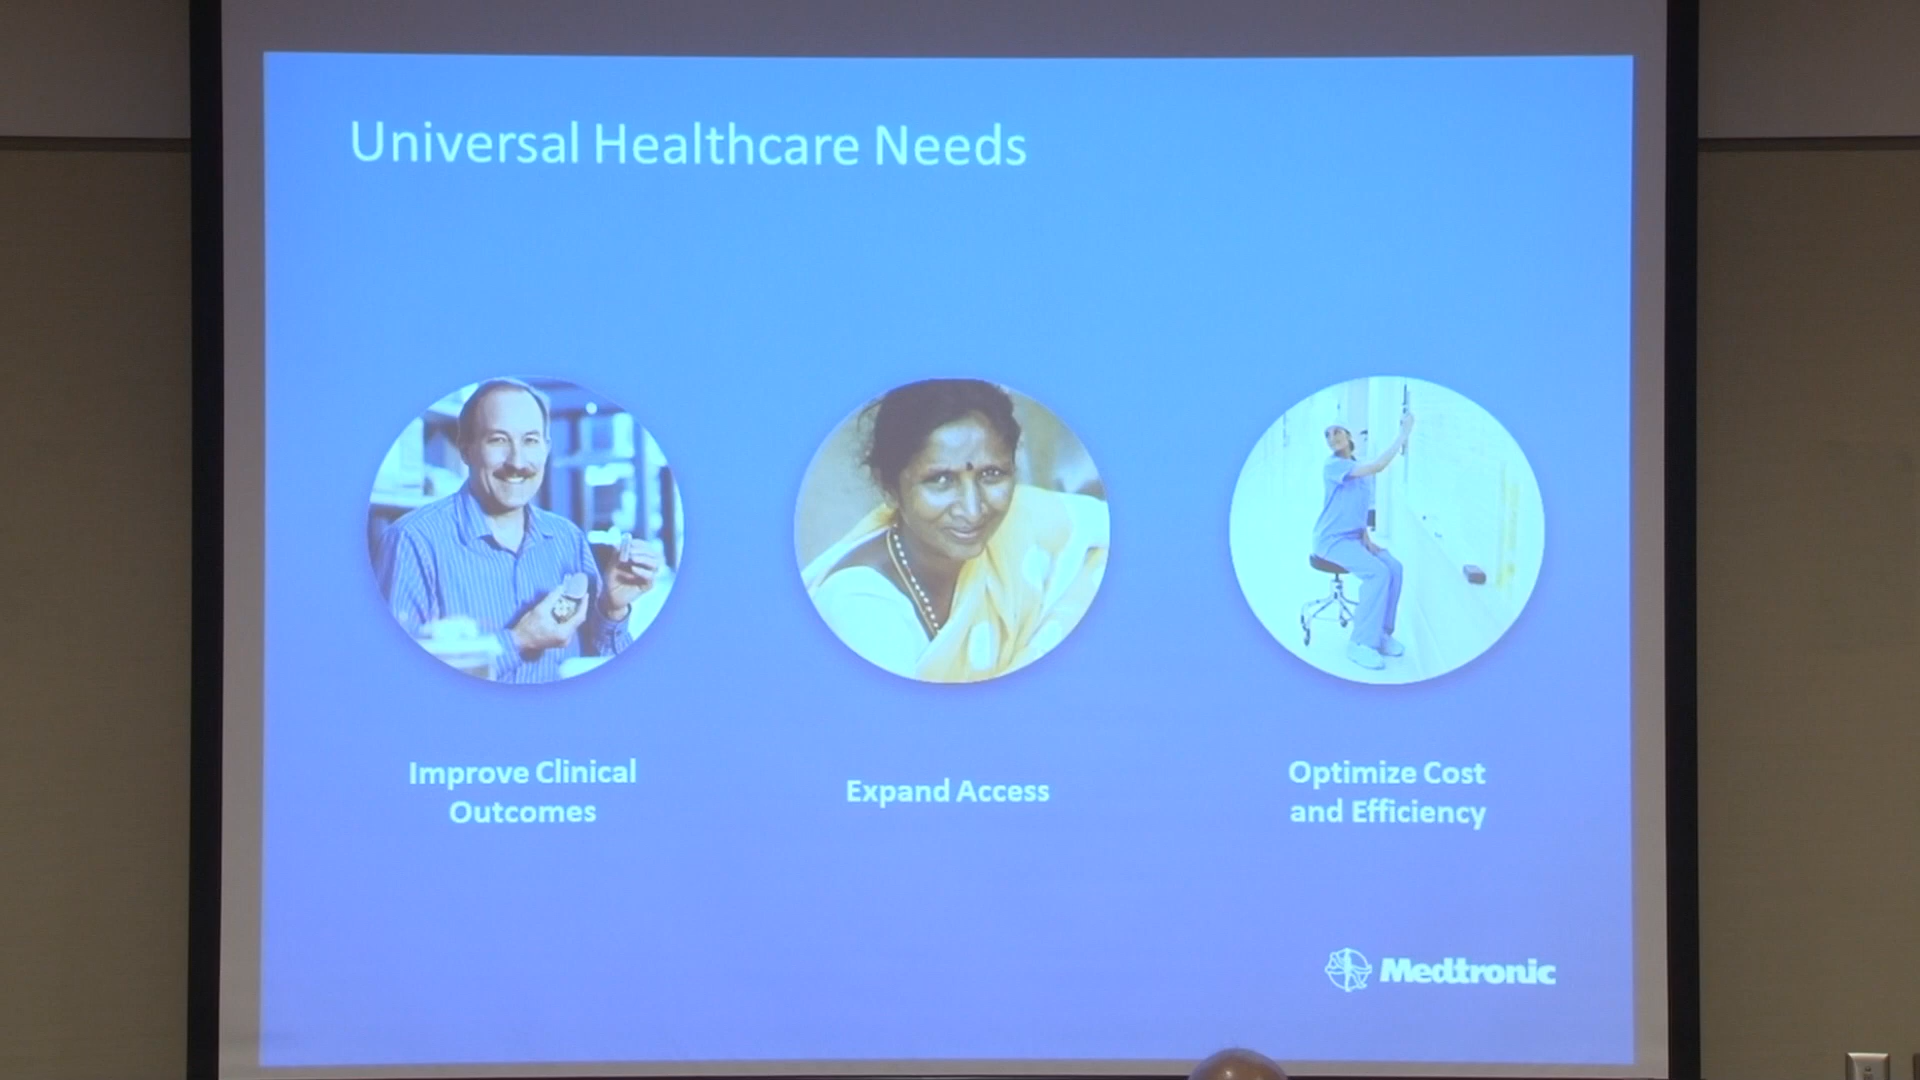 Universal Healthcare Needs
Improve Clinical
Outcomes
Expand Access
Optimize Cost
and Efficiency
Medtronic